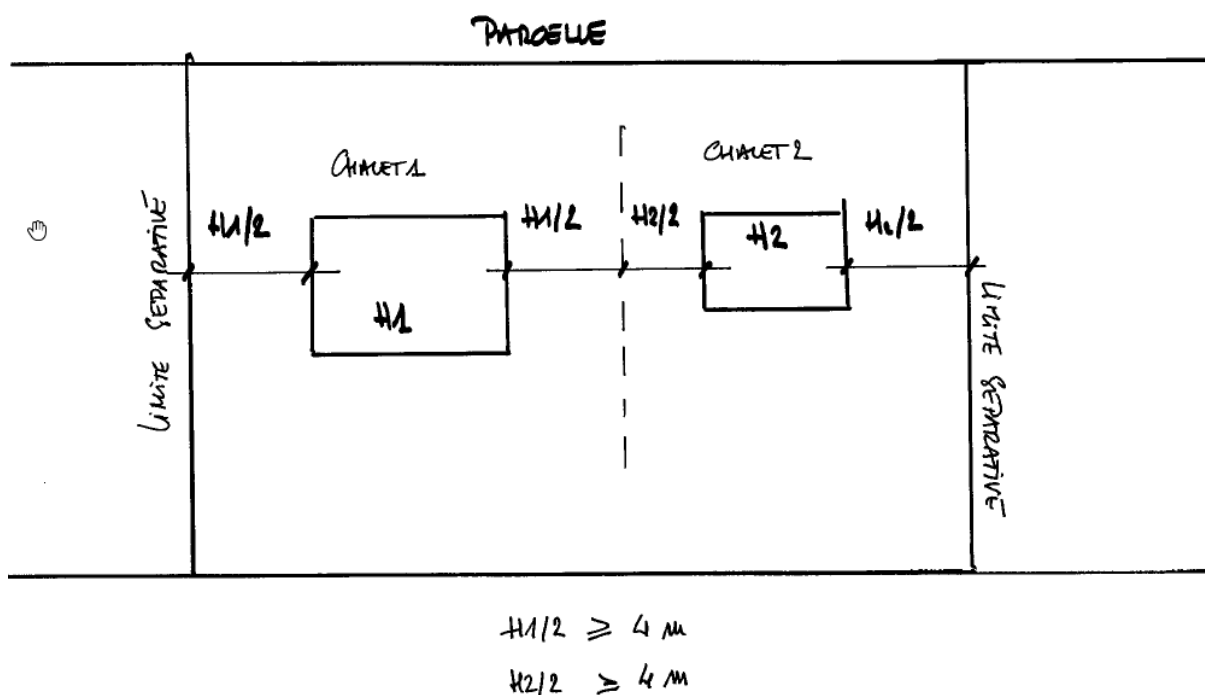 PARCELLE
CHALET 1
CHALET 2
LIMITE SEPARATIVE
H1/2
H1/2
H2/2
H2
H2/2
H1
LIMITE SEPARATIVE
H1/2 ≥ 4 m
H2/2 ≥ 4 m